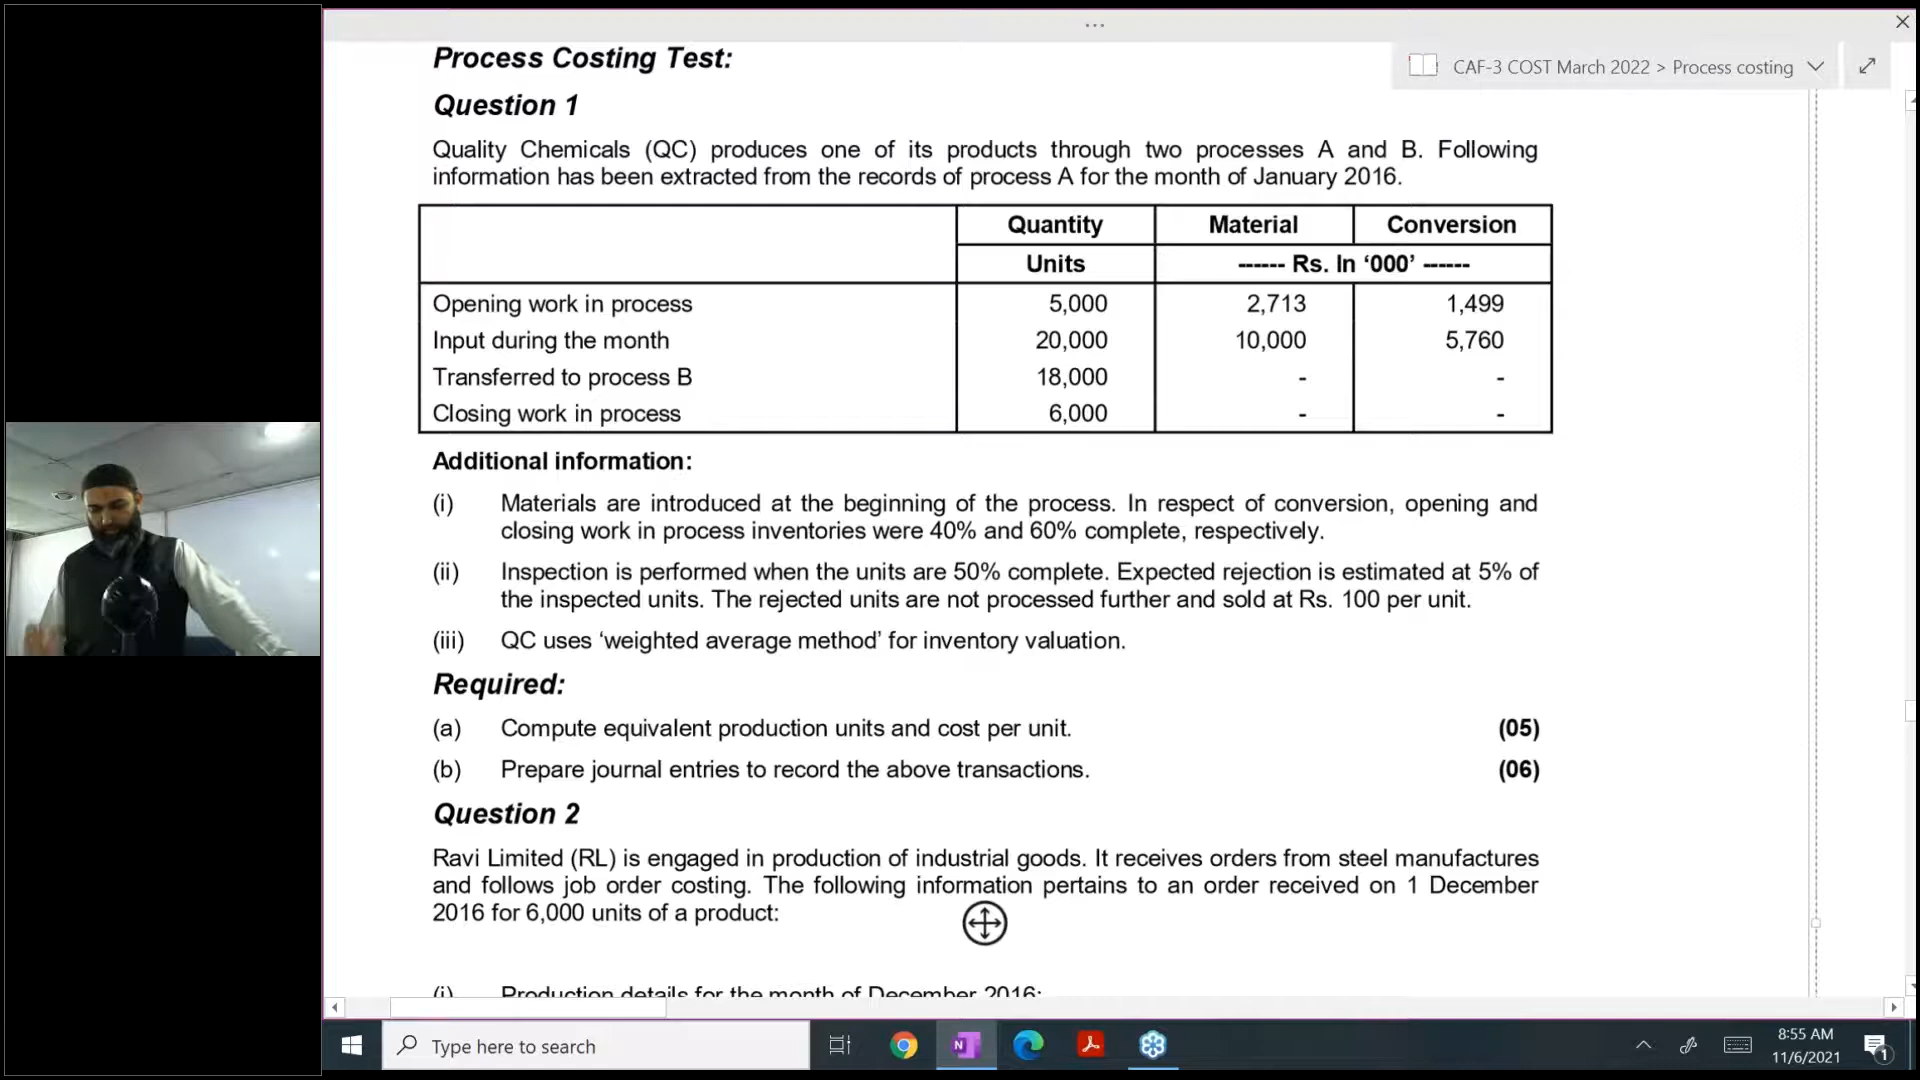 ...
CAF-3 COST March 2022 > Process costing
Process Costing Test:
Question 1
Quality Chemicals (QC) produces one of its products through two processes A and B. Following
information has been extracted from the records of process A for the month of January 2016.
Quantity Material Conversion
Units ------ Rs. In ‘000’ ------
Opening work in process 5,000 2,713 1,499
Input during the month 20,000 10,000 5,760
Transferred to process B 18,000 - -
Closing work in process 6,000 - -
Additional information:
(i) Materials are introduced at the beginning of the process. In respect of conversion, opening and
closing work in process inventories were 40% and 60% complete, respectively.
(ii) Inspection is performed when the units are 50% complete. Expected rejection is estimated at 5% of
the inspected units. The rejected units are not processed further and sold at Rs. 100 per unit.
(iii) QC uses ‘weighted average method’ for inventory valuation.
Required:
(a) Compute equivalent production units and cost per unit. (05)
(b) Prepare journal entries to record the above transactions. (06)
Question 2
Ravi Limited (RL) is engaged in production of industrial goods. It receives orders from steel manufactures
and follows job order costing. The following information pertains to an order received on 1 December
2016 for 6,000 units of a product:
(i) Production details for the month of December 2016:
Type here to search
N
8:55 AM
11/6/2021
1